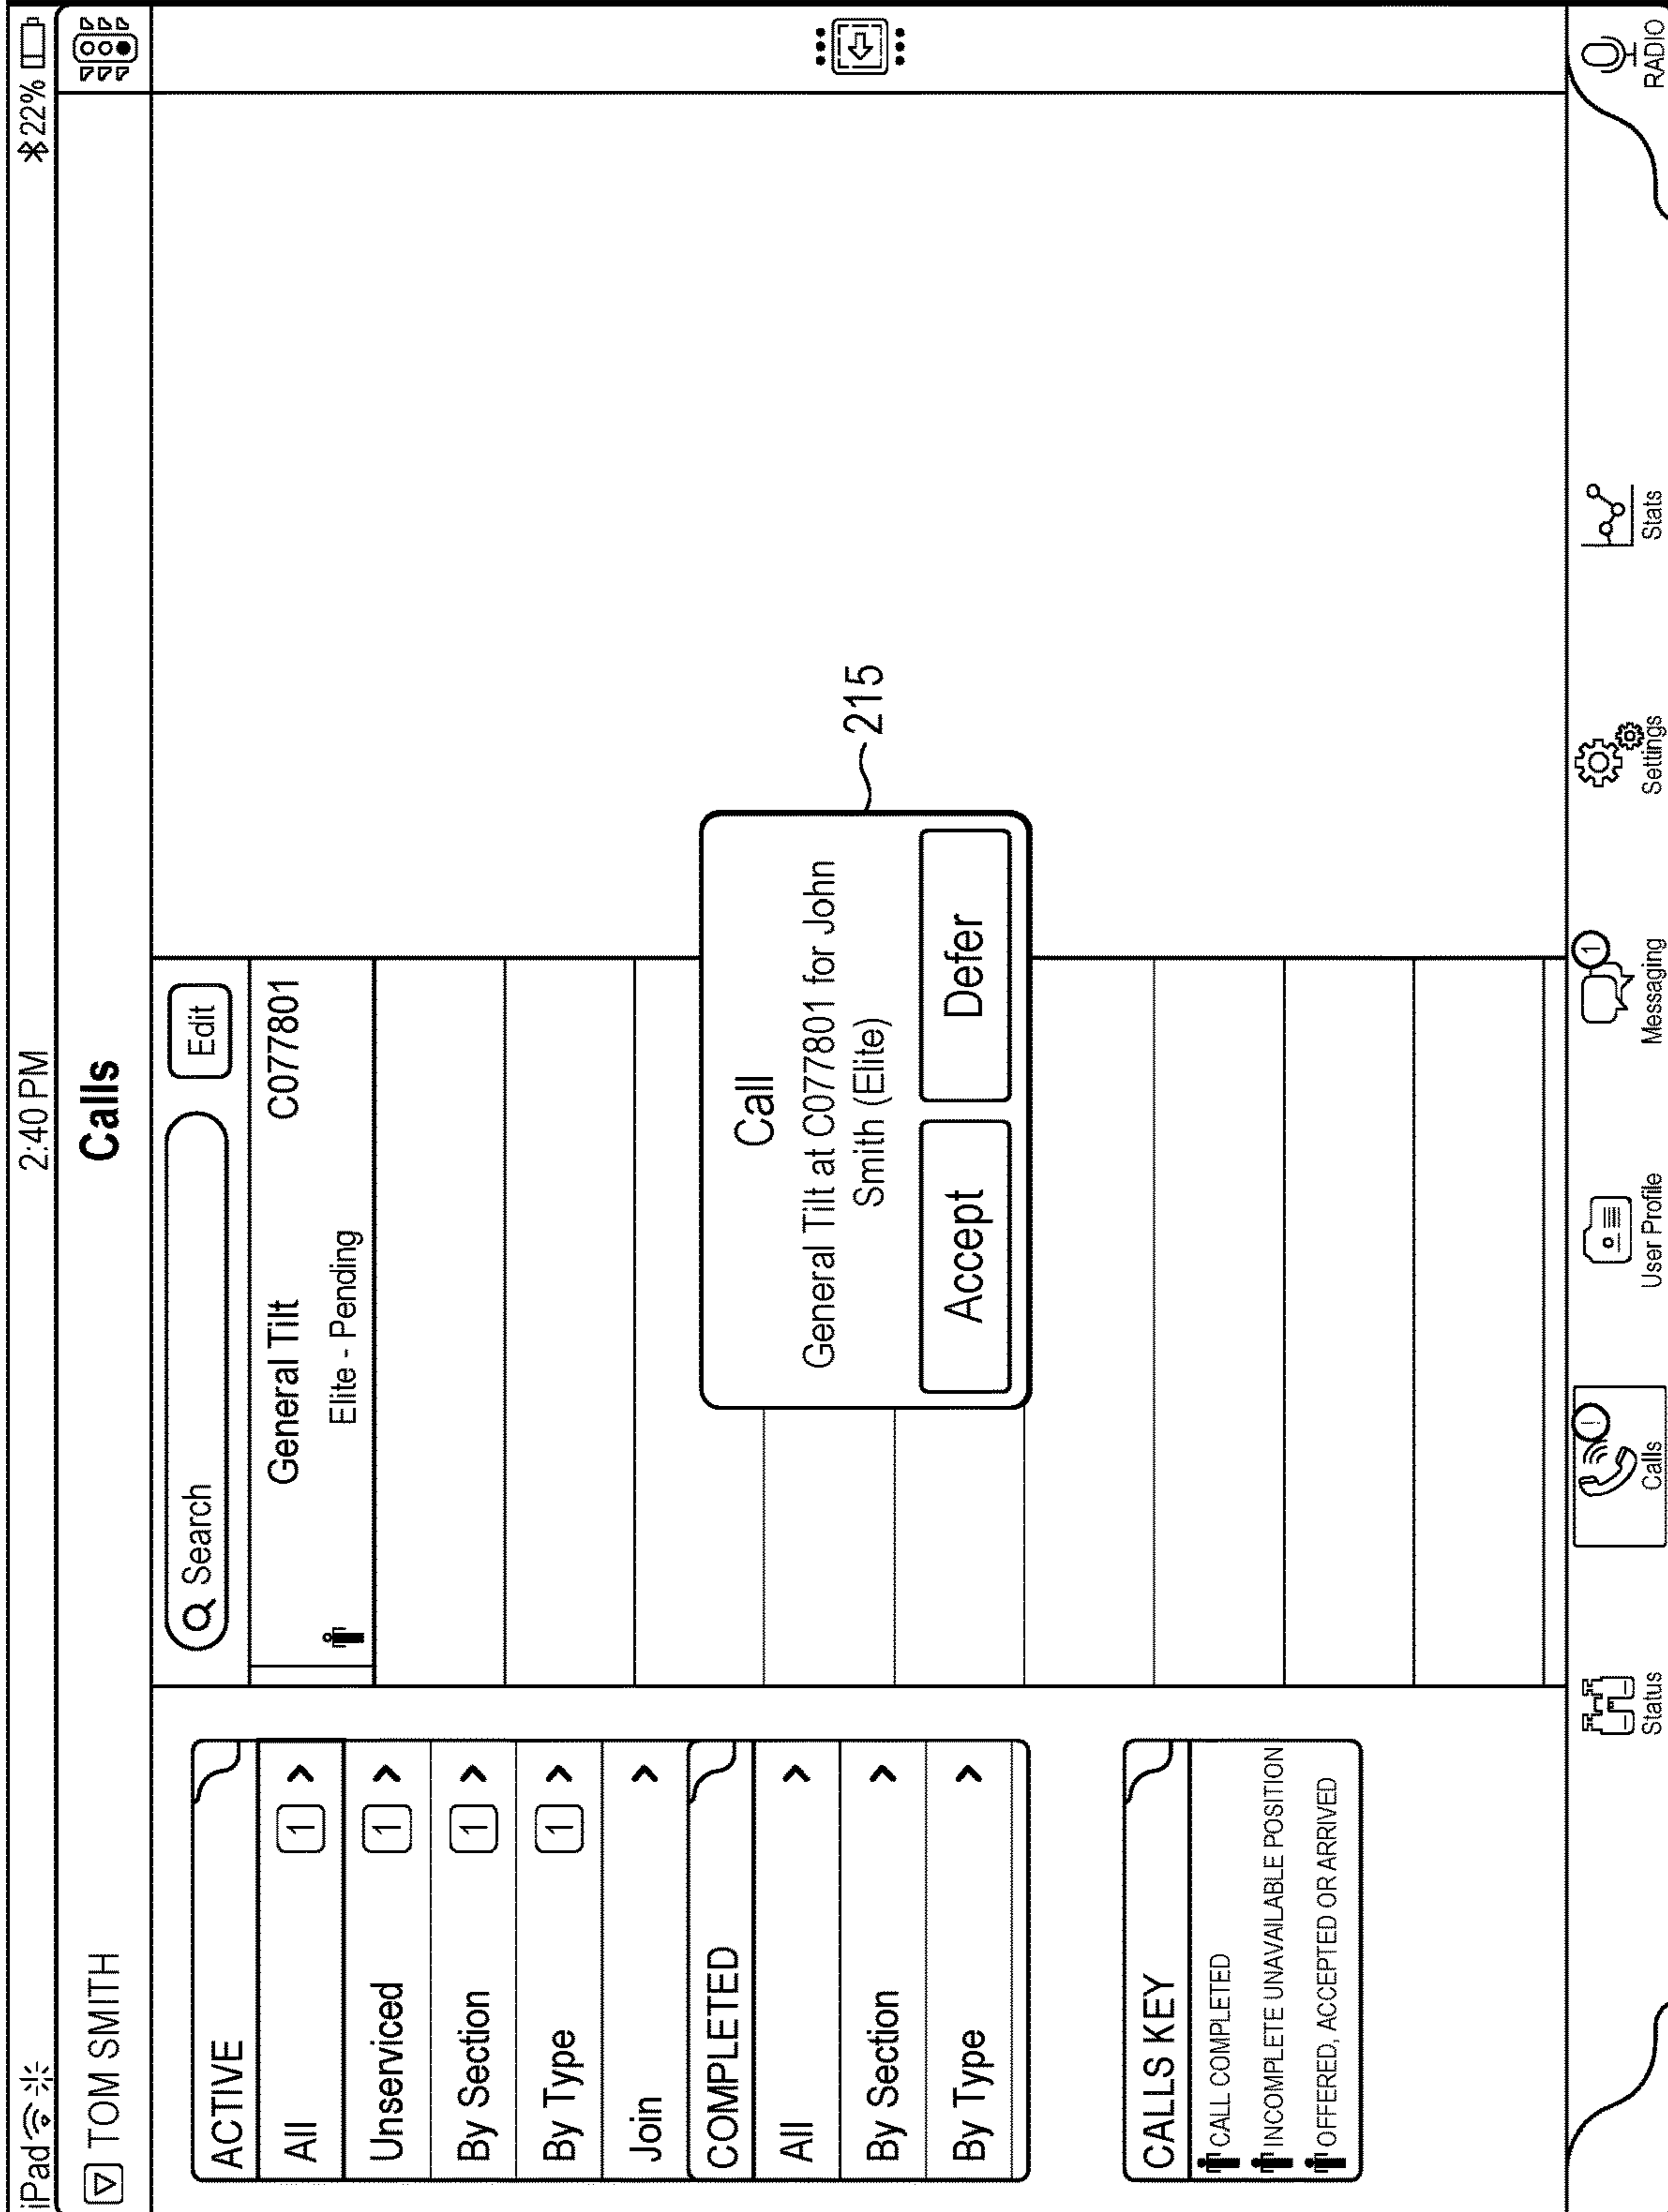 iPad 2:40 PM 22%
TOM SMITH Calls
ACTIVE
All 1 >
Unserviced 1 >
By Section 1 >
By Type 1 >
Join >
COMPLETED
All >
By Section >
By Type >
CALLS KEY
CALL COMPLETED
INCOMPLETE UNAVAILABLE POSITION
OFFERED, ACCEPTED OR ARRIVED
Search Edit
General Tilt C077801
Elite - Pending
Call
General Tilt at C077801 for John
Smith (Elite)
Accept Defer
215
Status
! Calls
User Profile
1 Messaging
Settings
Stats
RADIO